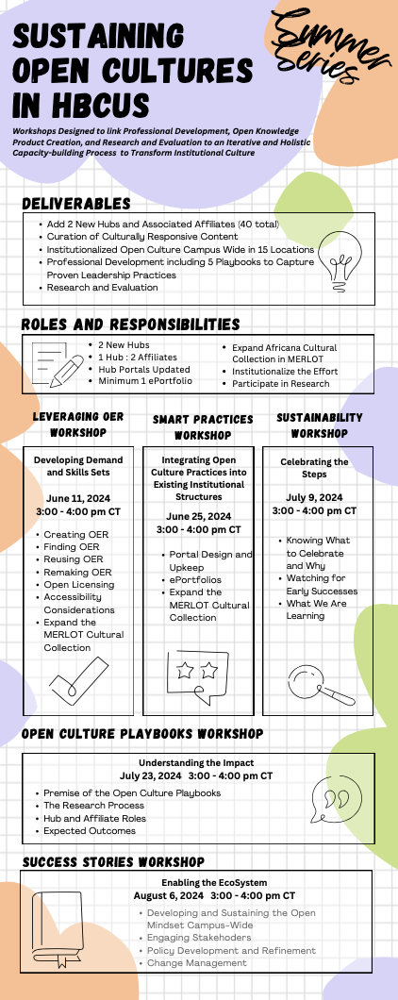 SUSTAINING
OPEN CULTURES
IN HBCUS
Summer
Series
Workshops Designed to link Professional Development, Open Knowledge
Product Creation, and Research and Evaluation to an Iterative and Holistic
Capacity-building Process to Transform Institutional Culture
DELIVERABLES
• Add 2 New Hubs and Associated Affiliates (40 total)
• Curation of Culturally Responsive Content
• Institutionalized Open Culture Campus Wide in 15 Locations
• Professional Development including 5 Playbooks to Capture
Proven Leadership Practices
• Research and Evaluation
ROLES AND RESPONSIBILITIES
• 2 New Hubs
• 1 Hub : 2 Affiliates
• Hub Portals Updated
• Minimum 1 ePortfolio
• Expand Africana Cultural
Collection in MERLOT
• Institutionalize the Effort
• Participate in Research
LEVERAGING OER
WORKSHOP
Developing Demand
and Skills Sets
June 11, 2024
3:00 - 4:00 pm CT
• Creating OER
• Finding OER
• Reusing OER
• Remaking OER
• Open Licensing
• Accessibility
Considerations
• Expand the
MERLOT Cultural
Collection
SMART PRACTICES
WORKSHOP
Integrating Open
Culture Practices into
Existing Institutional
Structures
June 25, 2024
3:00 - 4:00 pm CT
• Portal Design and
Upkeep
• ePortfolios
• Expand the
MERLOT Cultural
Collection
SUSTAINABILITY
WORKSHOP
Celebrating the
Steps
July 9, 2024
3:00 - 4:00 pm CT
• Knowing What
to Celebrate
and Why
• Watching for
Early Successes
• What We Are
Learning
OPEN CULTURE PLAYBOOKS WORKSHOP
Understanding the Impact
July 23, 2024 3:00 - 4:00 pm CT
• Premise of the Open Culture Playbooks
• The Research Process
• Hub and Affiliate Roles
• Expected Outcomes
SUCCESS STORIES WORKSHOP
Enabling the EcoSystem
August 6, 2024 3:00 - 4:00 pm CT
• Developing and Sustaining the Open
Mindset Campus-Wide
• Engaging Stakehoders
• Policy Development and Refinement
• Change Management